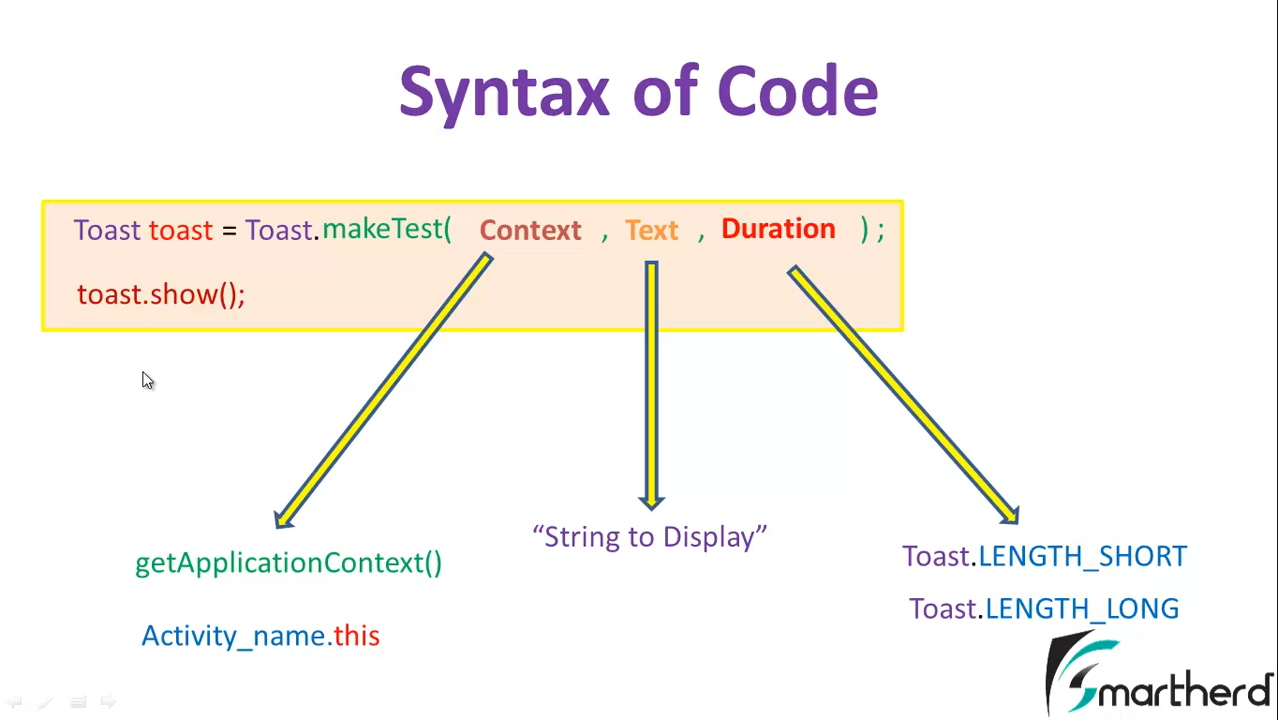 Syntax of Code
Toast toast = Toast.makeTest( Context , Text , Duration ) ;
toast.show();
“String to Display”
getApplicationContext()
Toast.LENGTH_SHORT
Toast.LENGTH_LONG
Activity_name.this
Smartherd